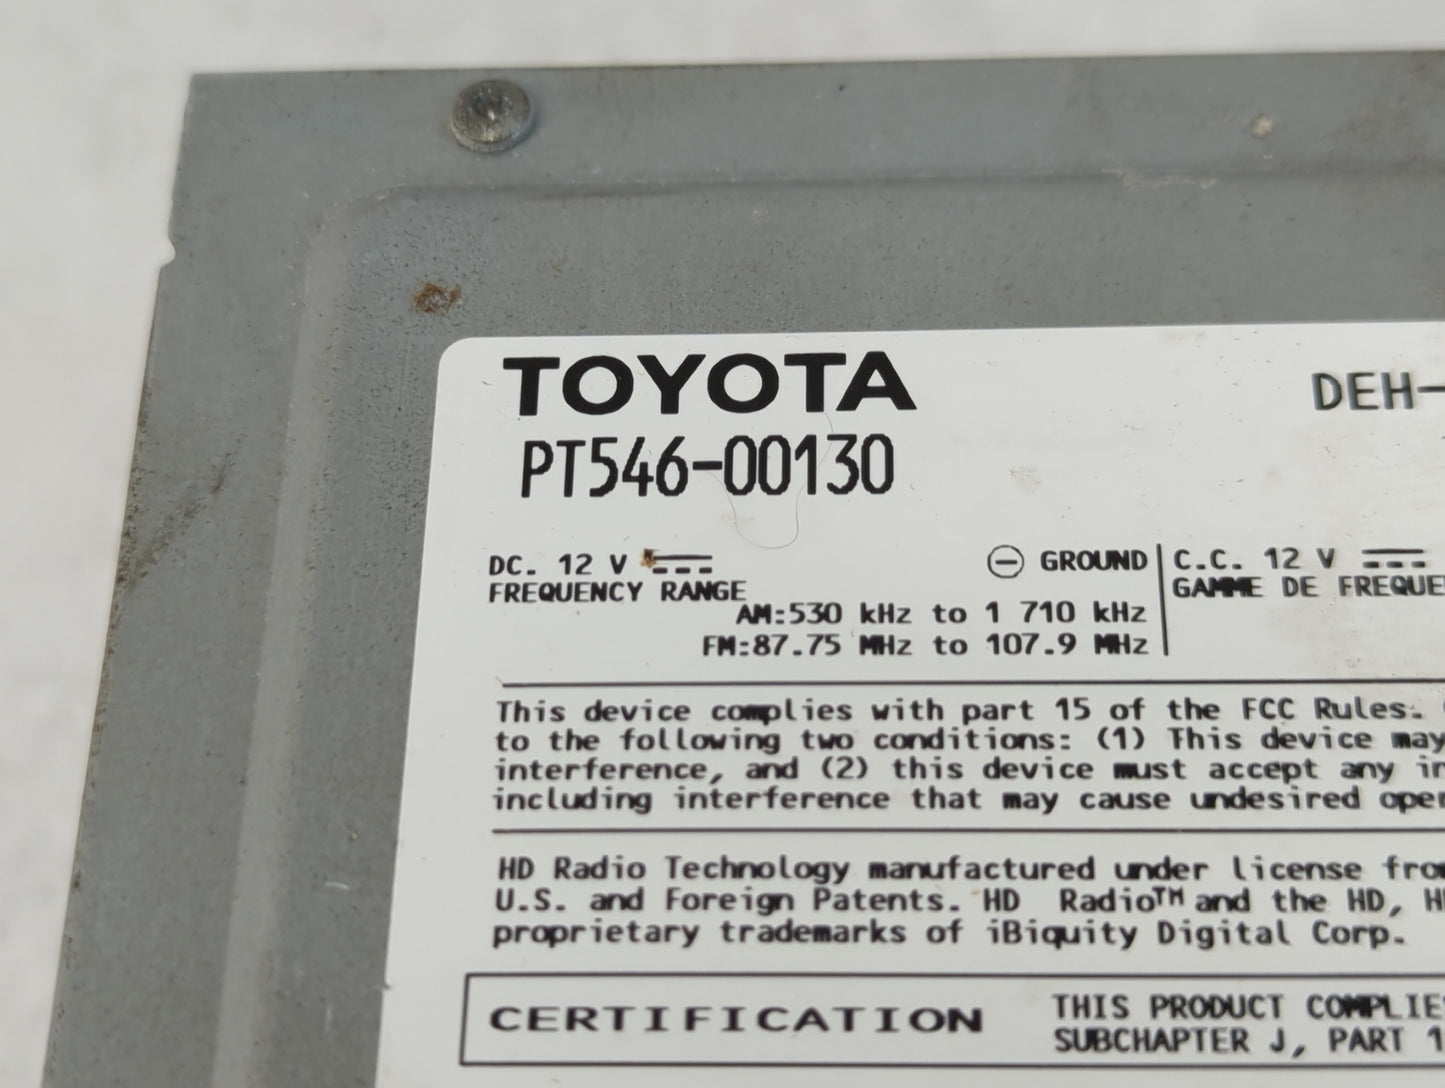 TOYOTA
DEH-
PT546-00130
DC. 12 V
⊖ GROUND
FREQUENCY RANGE
AM:530 kHz to 1 710 kHz
FM:87.75 MHz to 107.9 MHz
C.C. 12 V
GAMME DE
This device complies with part 15 of the FCC Rules.
to the following two conditions: (1) This device may
interference, and (2) this device must accept any
including interference that may cause undesired
HD Radio Technology manufactured under license
U.S. and Foreign Patents. HD Radio™ and the HD,
proprietary trademarks of iBiquity Digital Corp.
CERTIFICATION
THIS PRODUCT
SUBCHAPTER J, PART